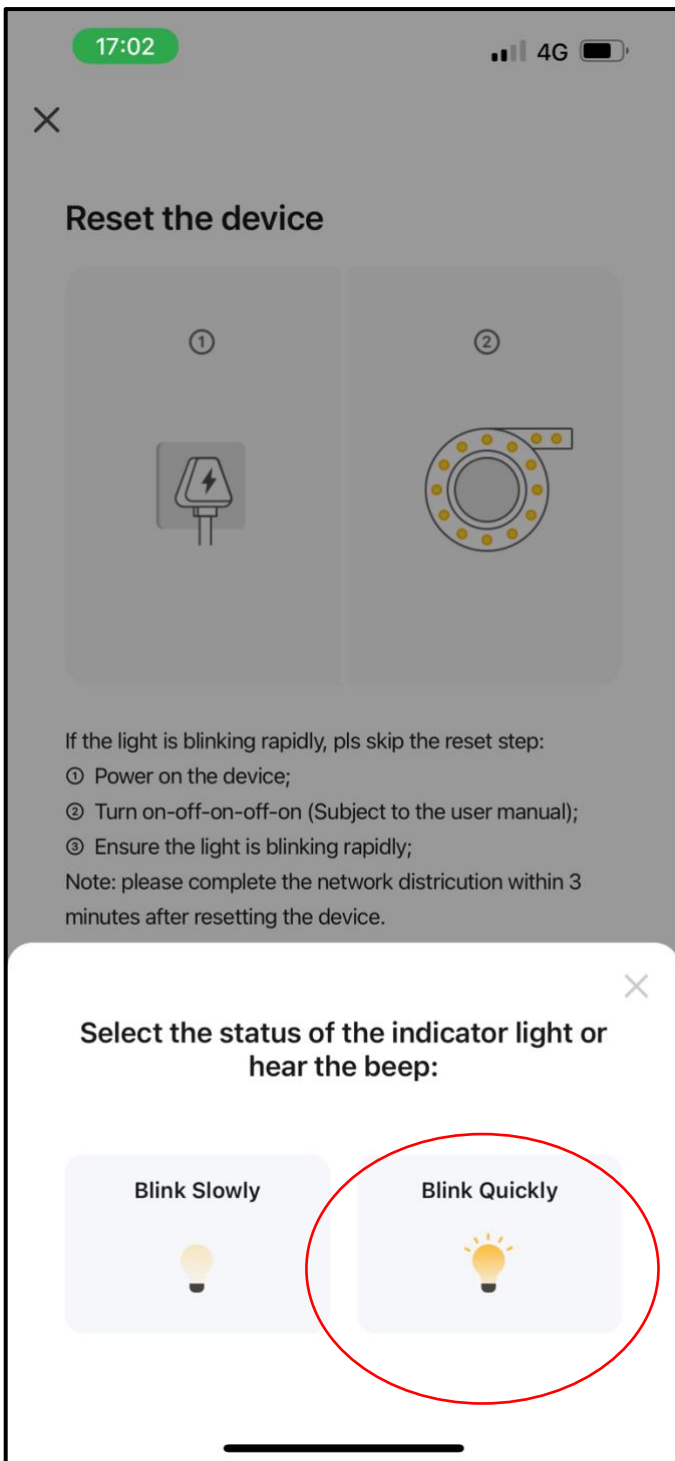 17:02
4G
Reset the device
①
②
If the light is blinking rapidly, pls skip the reset step:
① Power on the device;
② Turn on-off-on-off-on (Subject to the user manual);
③ Ensure the light is blinking rapidly;
Note: please complete the network districution within 3
minutes after resetting the device.
Select the status of the indicator light or
hear the beep:
Blink Slowly
Blink Quickly